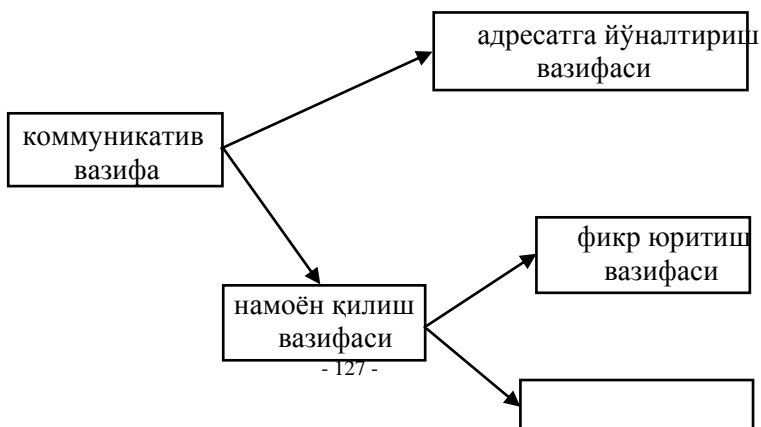 адресатга йўналтириш
вазифаси
коммуникатив
вазифа
фикр юритиш
вазифаси
намоён қилиш
вазифаси
- 127 -